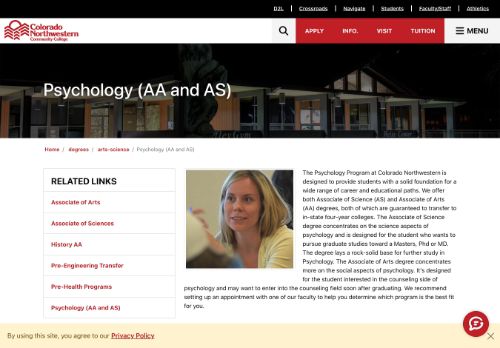 D2L | Crossroads | Navigate | Students | Faculty/Staff | Athletics
Colorado
Northwestern
Community College
APPLY INFO. VISIT TUITION MENU
Psychology (AA and AS)
Home / degrees / arts-science / Psychology (AA and AS)
RELATED LINKS
Associate of Arts
Associate of Sciences
History AA
Pre-Engineering Transfer
Pre-Health Programs
Psychology (AA and AS)
The Psychology Program at Colorado Northwestern is
designed to provide students with a solid foundation for a
wide range of career and educational paths. We offer
both Associate of Science (AS) and Associate of Arts
(AA) degrees, both of which are guaranteed to transfer to
in-state four-year colleges. The Associate of Science
degree concentrates on the science aspects of
psychology and is designed for the student who wants to
pursue graduate studies toward a Masters, Phd or MD.
The degree lays a rock-solid base for further study in
Psychology. The Associate of Arts degree concentrates
more on the social aspects of psychology. It's designed
for the student interested in the counseling side of
psychology and may want to enter into the counseling field soon after graduating. We recommend
setting up an appointment with one of our faculty to help you determine which program is the best fit
for you.
By using this site, you agree to our Privacy Policy